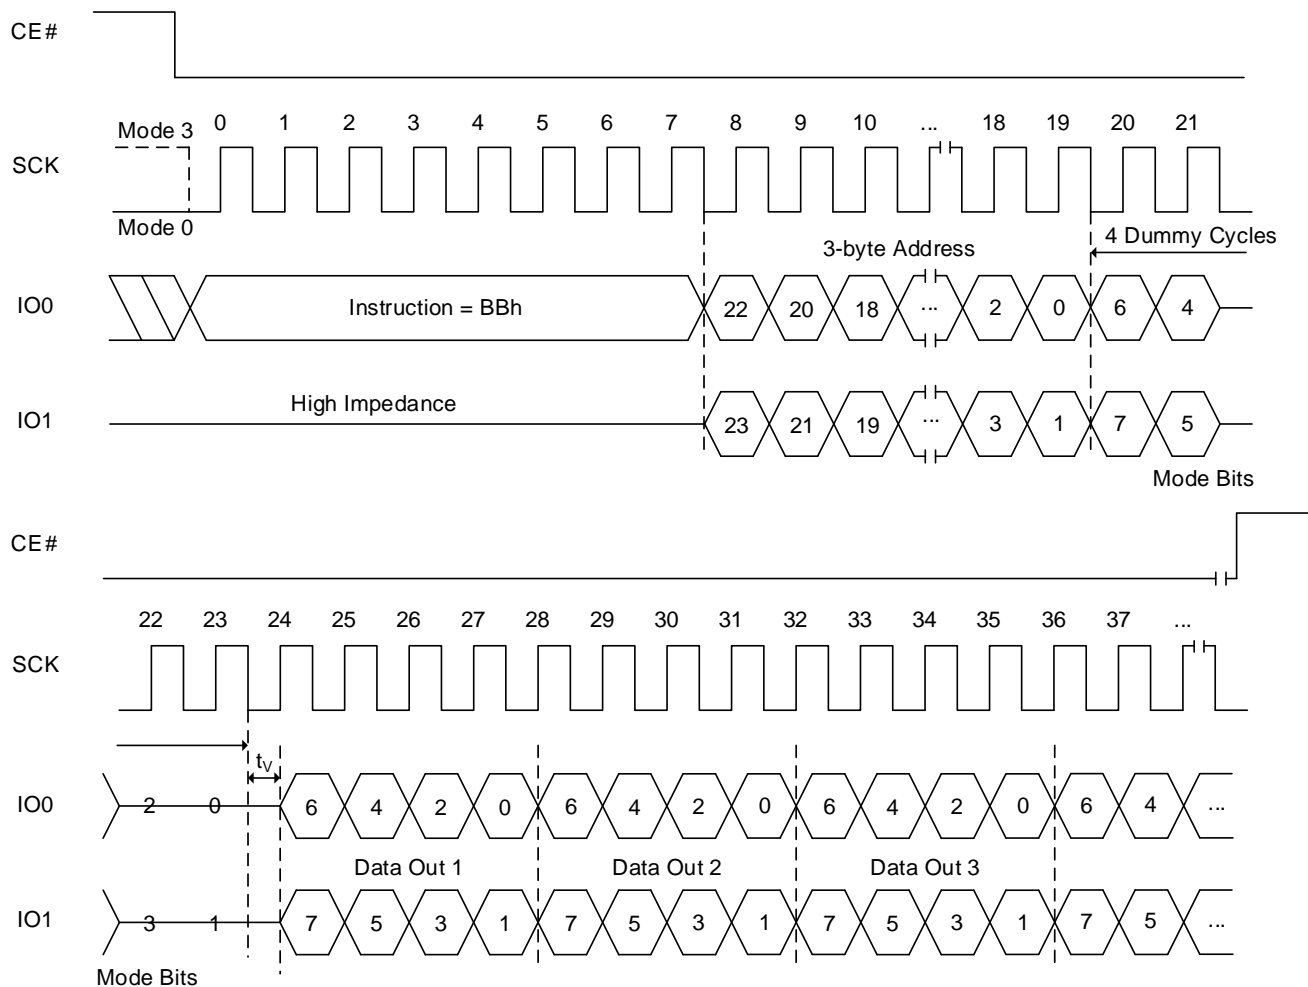 CE#
Mode 3 0 1 2 3 4 5 6 7 8 9 10 ... 18 19 20 21
SCK
Mode 0
3-byte Address 4 Dummy Cycles
IO0 Instruction = BBh 22 20 18 ... 2 0 6 4
IO1 High Impedance 23 21 19 ... 3 1 7 5
Mode Bits
CE#
22 23 24 25 26 27 28 29 30 31 32 33 34 35 36 37 ...
SCK
tV
IO0 2 0 6 4 2 0 6 4 2 0 6 4 2 0 6 4 ...
Data Out 1 Data Out 2 Data Out 3
IO1 3 1 7 5 3 1 7 5 3 1 7 5 3 1 7 5 ...
Mode Bits